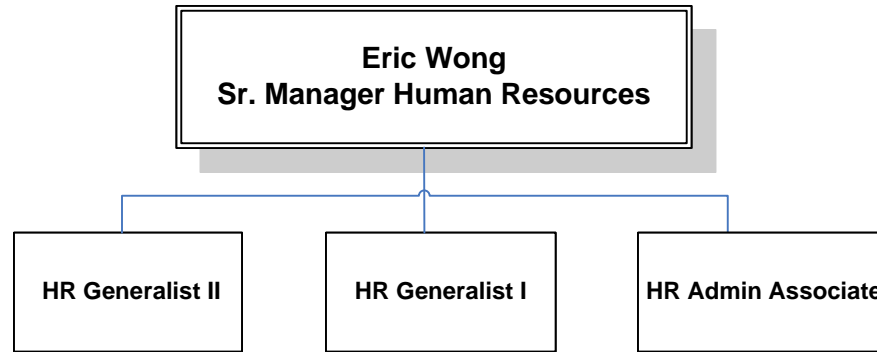 Eric Wong
Sr. Manager Human Resources
HR Generalist II
HR Generalist I
HR Admin Associate